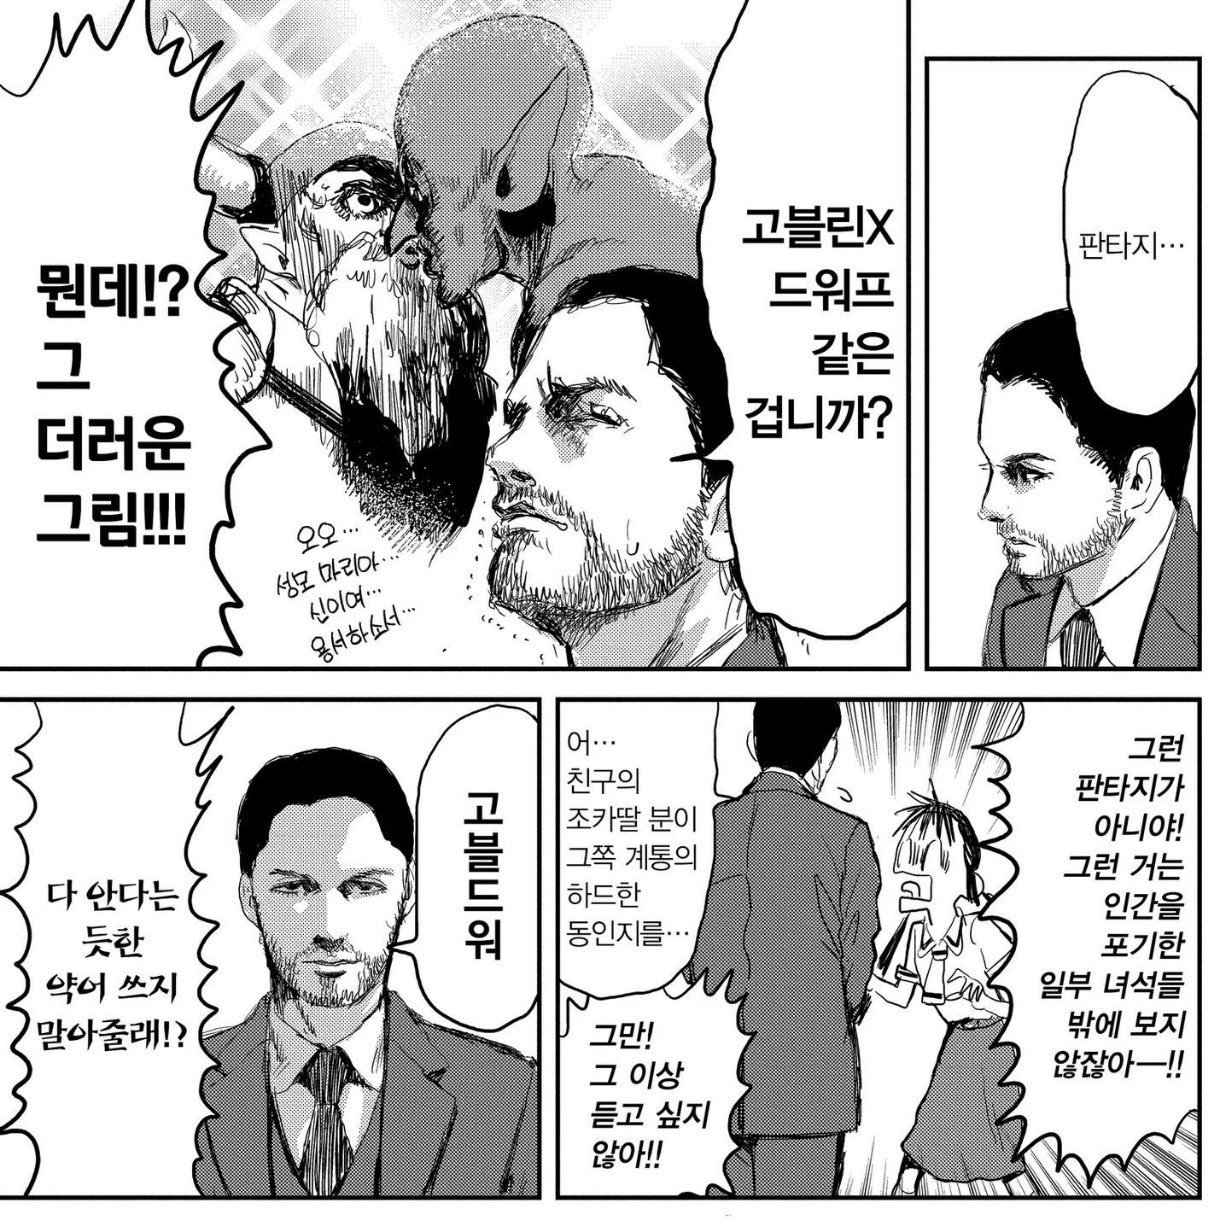 판타지…
고블린X
드워프
같은
겁니까?
뭔데!?
그
더러운
그림!!!
오오…
성모 마리아…
신이여…
용서하소서…
그런
판타지가
아니야!
그런 거는
인간을
포기한
일부 녀석들
밖에 보지
않잖아—!!
어…
친구의
조카딸 분이
그쪽 계통의
하드한
동인지를…
그만!
그 이상
듣고 싶지
않아!!
고블드워
다 안다는
듯한
약어 쓰지
말아줄래!?